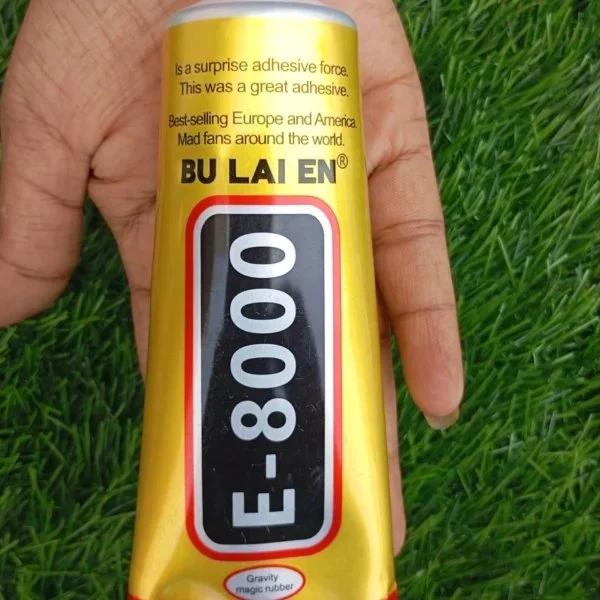 Is a surprise adhesive force.
This was a great adhesive.
Best-selling Europe and America.
Mad fans around the world.
BU LAI EN®
E-8000
Gravity
magic rubber